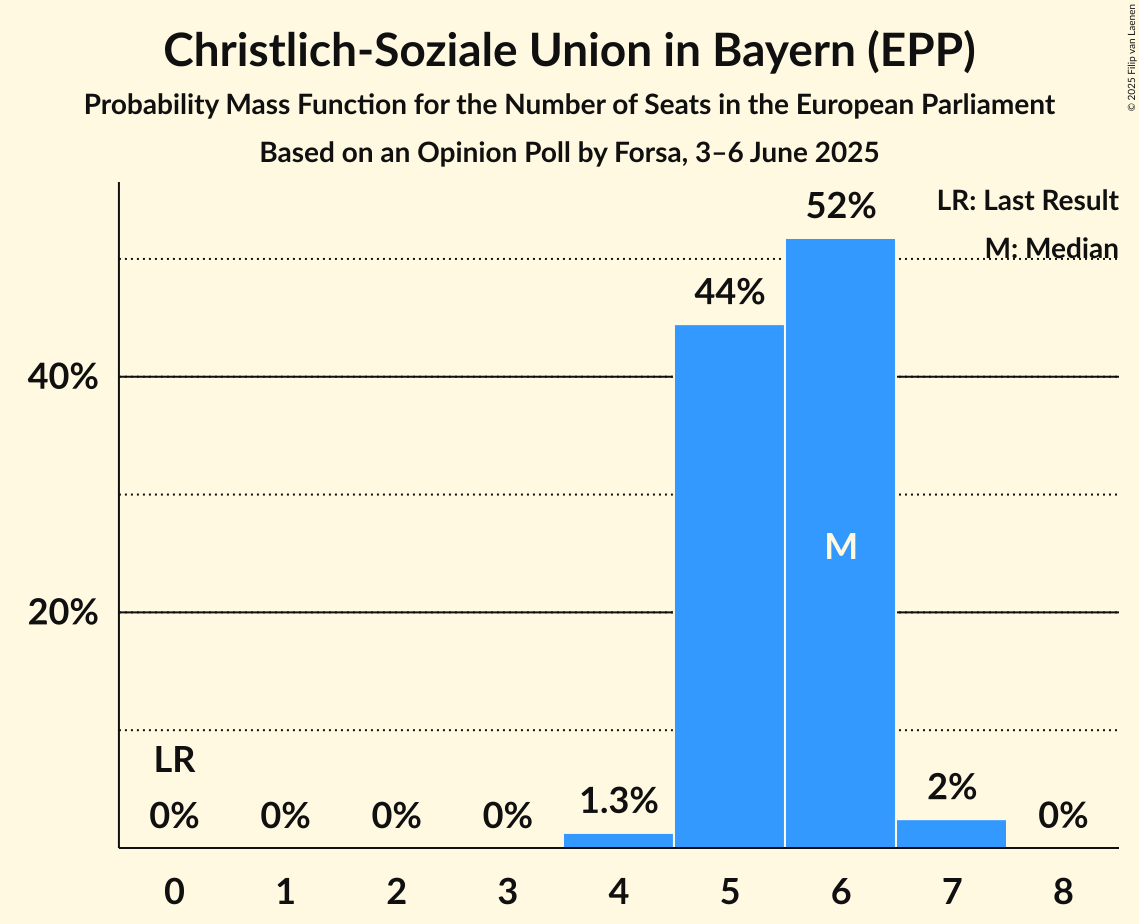 Christlich-Soziale Union in Bayern (EPP)
Probability Mass Function for the Number of Seats in the European Parliament
Based on an Opinion Poll by Forsa, 3–6 June 2025
© 2025 Filip van Laenen
LR: Last Result
M: Median
52%
44%
40%
M
20%
LR
0% 0% 0% 0% 1.3% 2% 0%
0 1 2 3 4 5 6 7 8